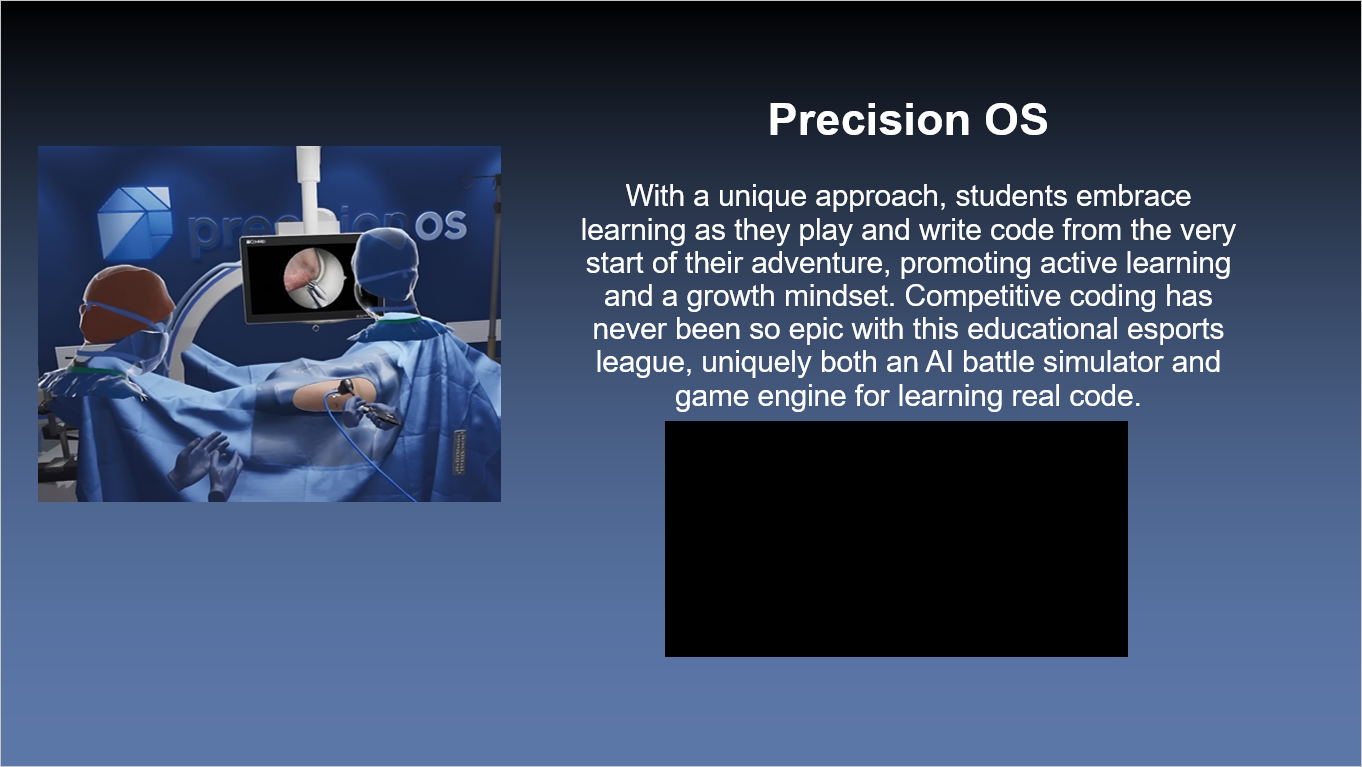 Precision OS
With a unique approach, students embrace
learning as they play and write code from the very
start of their adventure, promoting active learning
and a growth mindset. Competitive coding has
never been so epic with this educational esports
league, uniquely both an AI battle simulator and
game engine for learning real code.
precision os